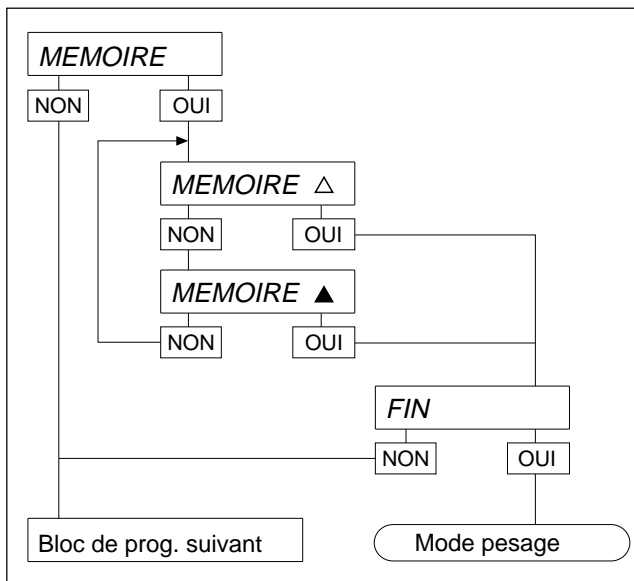 MEMOIRE
NON OUI
MEMOIRE △
NON OUI
MEMOIRE ▲
NON OUI
FIN
NON OUI
Bloc de prog. suivant
Mode pesage